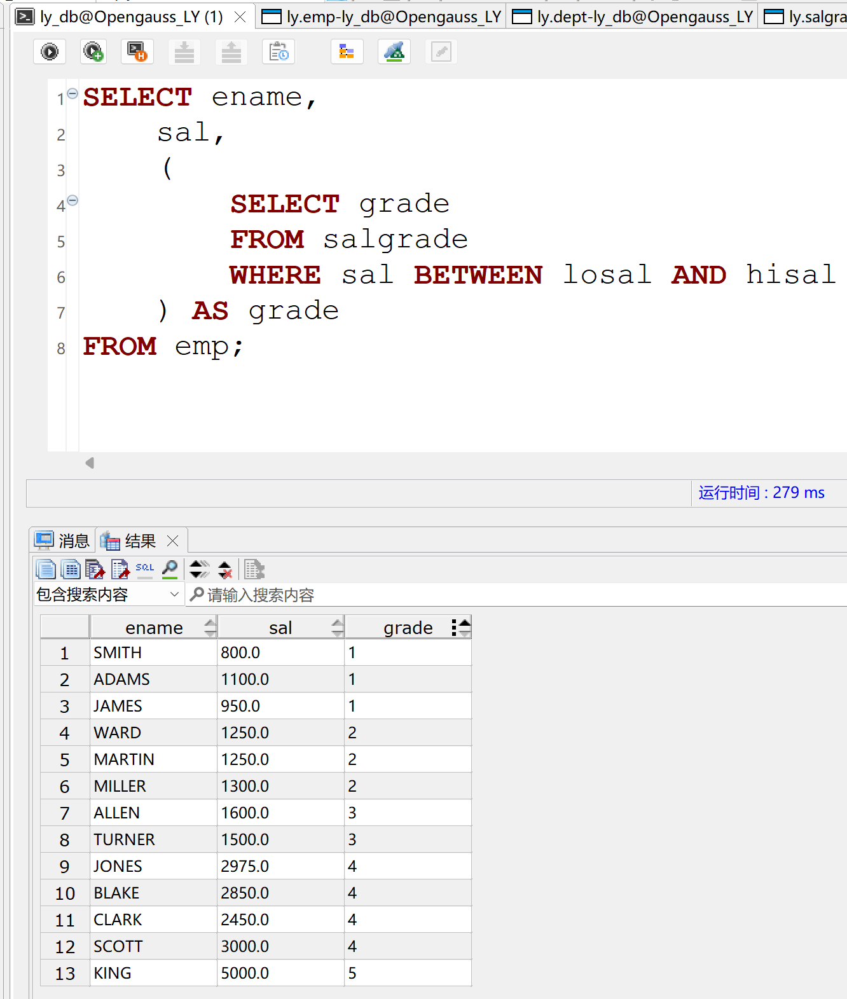 ly_db@Opengauss_LY (1) ly.emp-ly_db@Opengauss_LY ly.dept-ly_db@Opengauss_LY ly.salgra
1 SELECT ename,
2 sal,
3 (
4 SELECT grade
5 FROM salgrade
6 WHERE sal BETWEEN losal AND hisal
7 ) AS grade
8 FROM emp;
运行时间 : 279 ms
消息 结果
SQL
包含搜索内容 请输入搜索内容
ename sal grade
1 SMITH 800.0 1
2 ADAMS 1100.0 1
3 JAMES 950.0 1
4 WARD 1250.0 2
5 MARTIN 1250.0 2
6 MILLER 1300.0 2
7 ALLEN 1600.0 3
8 TURNER 1500.0 3
9 JONES 2975.0 4
10 BLAKE 2850.0 4
11 CLARK 2450.0 4
12 SCOTT 3000.0 4
13 KING 5000.0 5